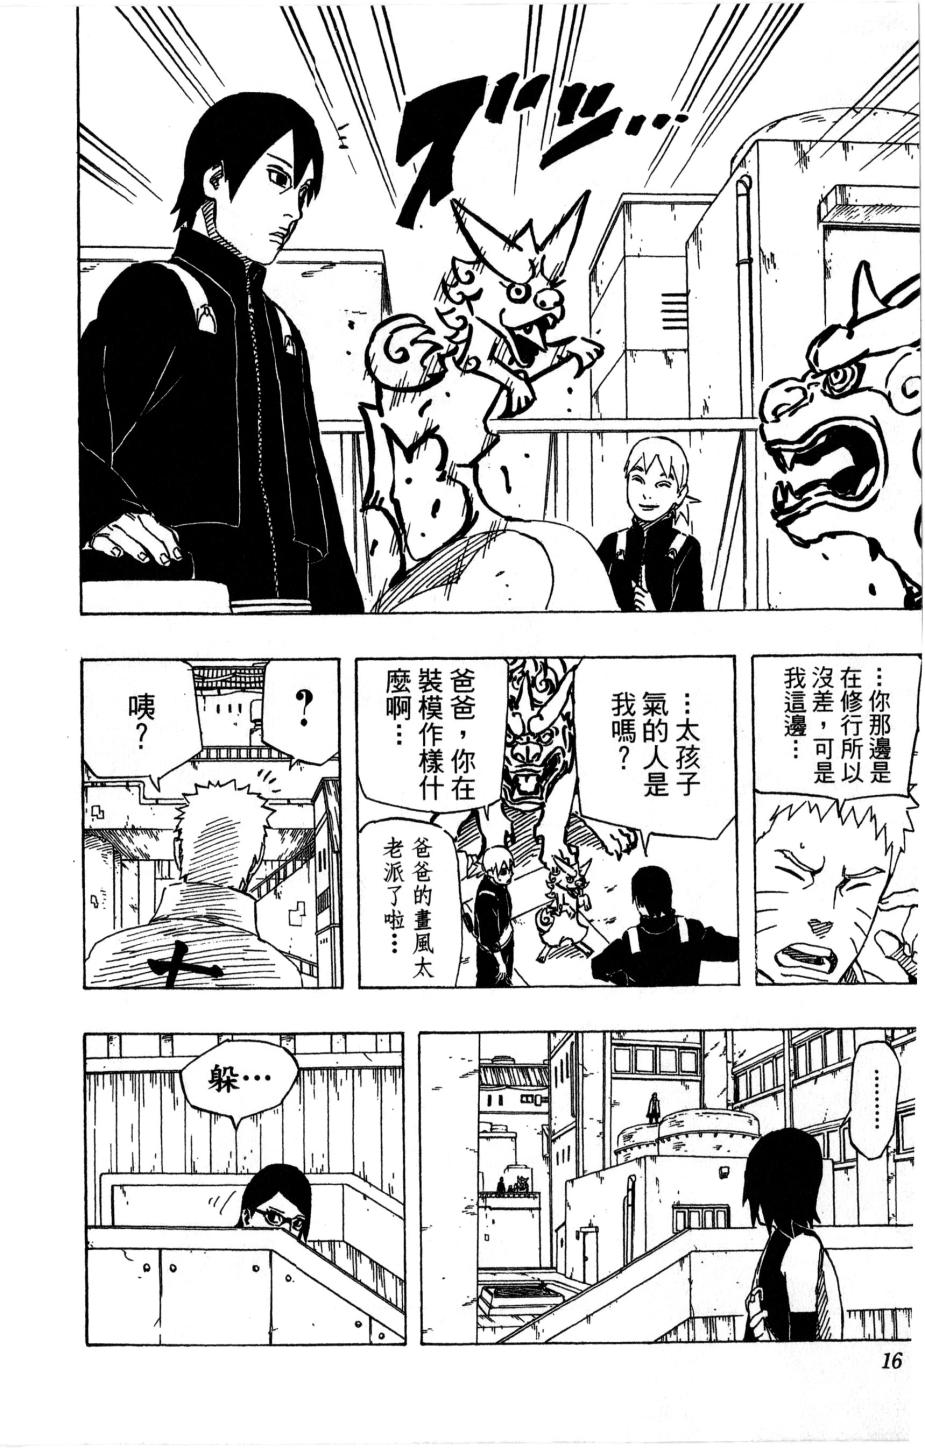 ズッ…
…你那邊是
在修行所以
沒差，可是
我這邊…
…太孩子
氣的人是
我嗎？
爸爸，你在
裝模作樣什
麼啊…
爸爸的畫風太
老派了啦…
？
咦？
………
躲…
16